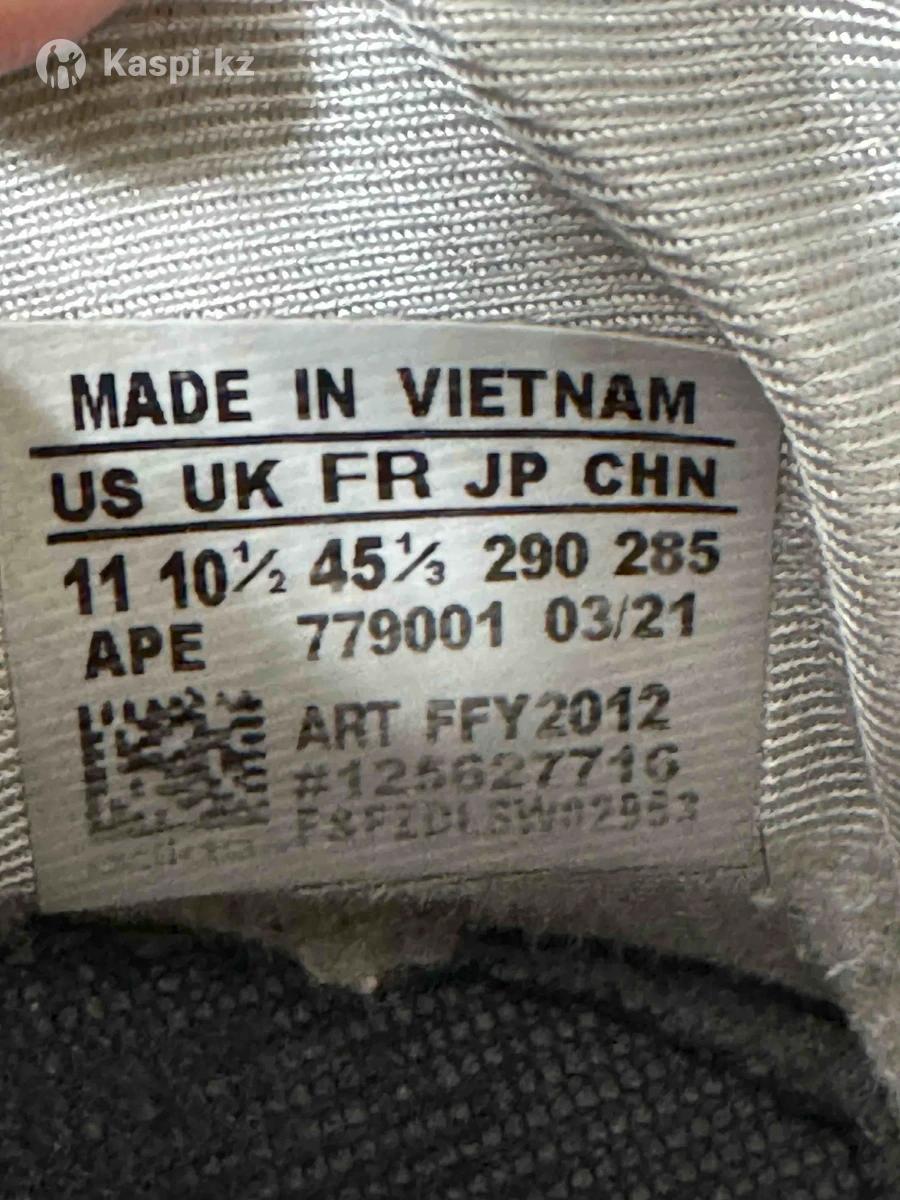 Kaspi.kz
MADE IN VIETNAM
US UK FR JP CHN
11 10½ 45⅓ 290 285
APE 779001 03/21
ART FFY2012
#125627716